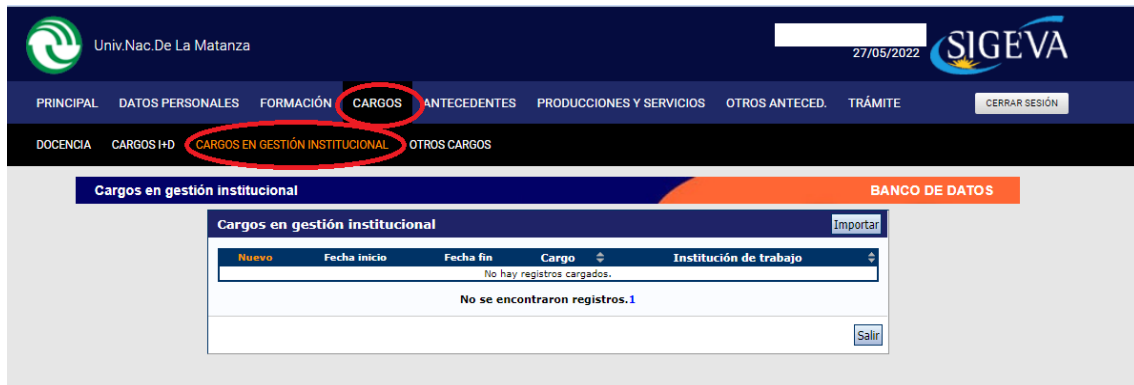 Univ.Nac.De La Matanza
27/05/2022
SIGEVA
PRINCIPAL DATOS PERSONALES FORMACIÓN CARGOS ANTECEDENTES PRODUCCIONES Y SERVICIOS OTROS ANTECED. TRÁMITE CERRAR SESIÓN
DOCENCIA CARGOS I+D CARGOS EN GESTIÓN INSTITUCIONAL OTROS CARGOS
Cargos en gestión institucional BANCO DE DATOS
Cargos en gestión institucional Importar
Nuevo Fecha inicio Fecha fin Cargo Institución de trabajo
No hay registros cargados.
No se encontraron registros.1
Salir